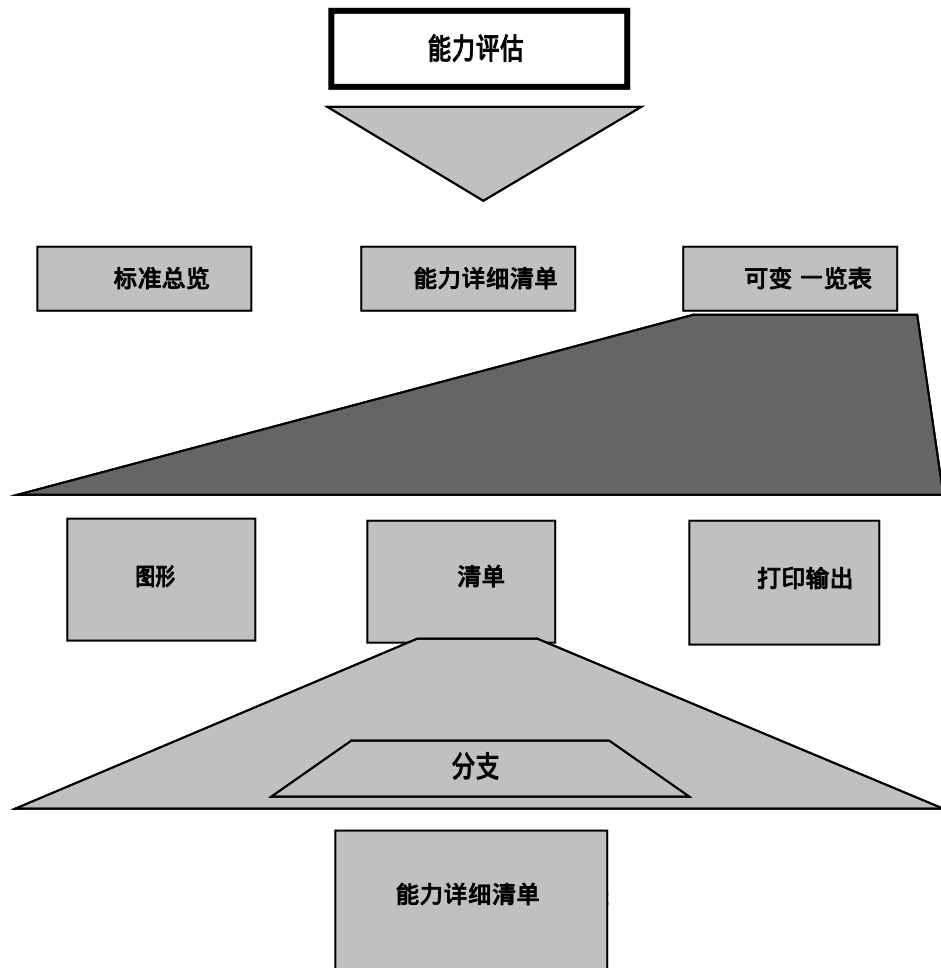 能力评估
标准总览
能力详细清单
可变 一览表
图形
清单
打印输出
分支
能力详细清单